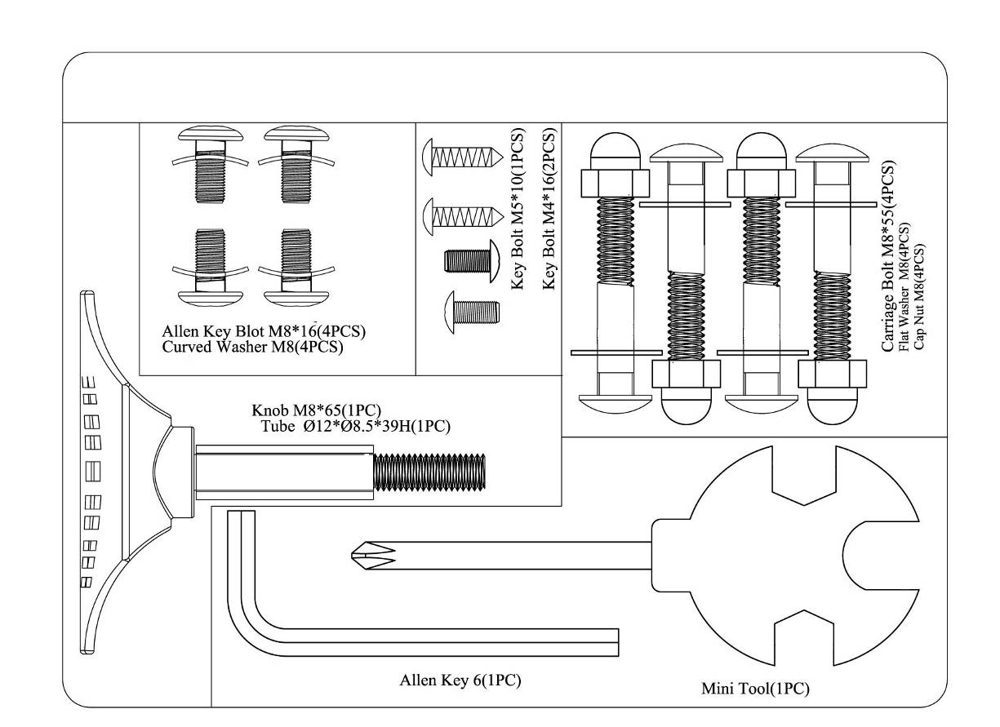 Allen Key Blot M8*16(4PCS)
Curved Washer M8(4PCS)
Key Bolt M5*10(1PCS)
Key Bolt M4*16(2PCS)
Carriage Bolt M8*55(4PCS)
Flat Washer M8(4PCS)
Cap Nut M8(4PCS)
Knob M8*65(1PC)
Tube Ø12*Ø8.5*39H(1PC)
Allen Key 6(1PC)
Mini Tool(1PC)